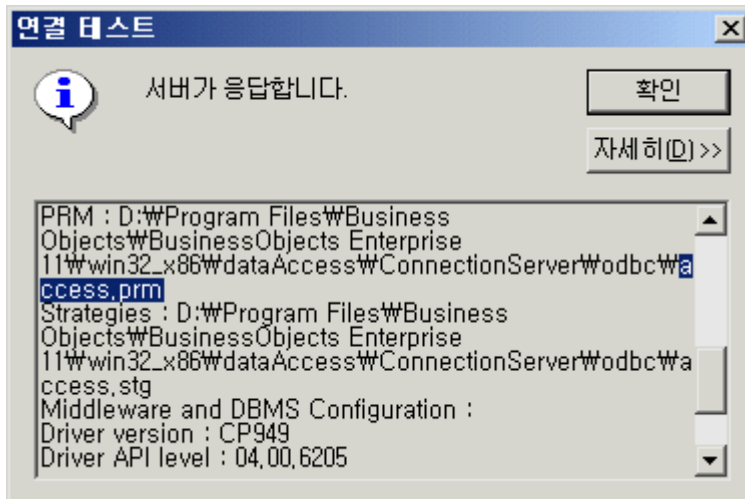 연결 테스트
서버가 응답합니다.
확인
자세히(D) >>
PRM : D:₩Program Files₩Business
Objects₩BusinessObjects Enterprise
11₩win32_x86₩dataAccess₩ConnectionServer₩odbc₩a
ccess.prm
Strategies : D:₩Program Files₩Business
Objects₩BusinessObjects Enterprise
11₩win32_x86₩dataAccess₩ConnectionServer₩odbc₩a
ccess.stg
Middleware and DBMS Configuration :
Driver version : CP949
Driver API level : 04.00.6205